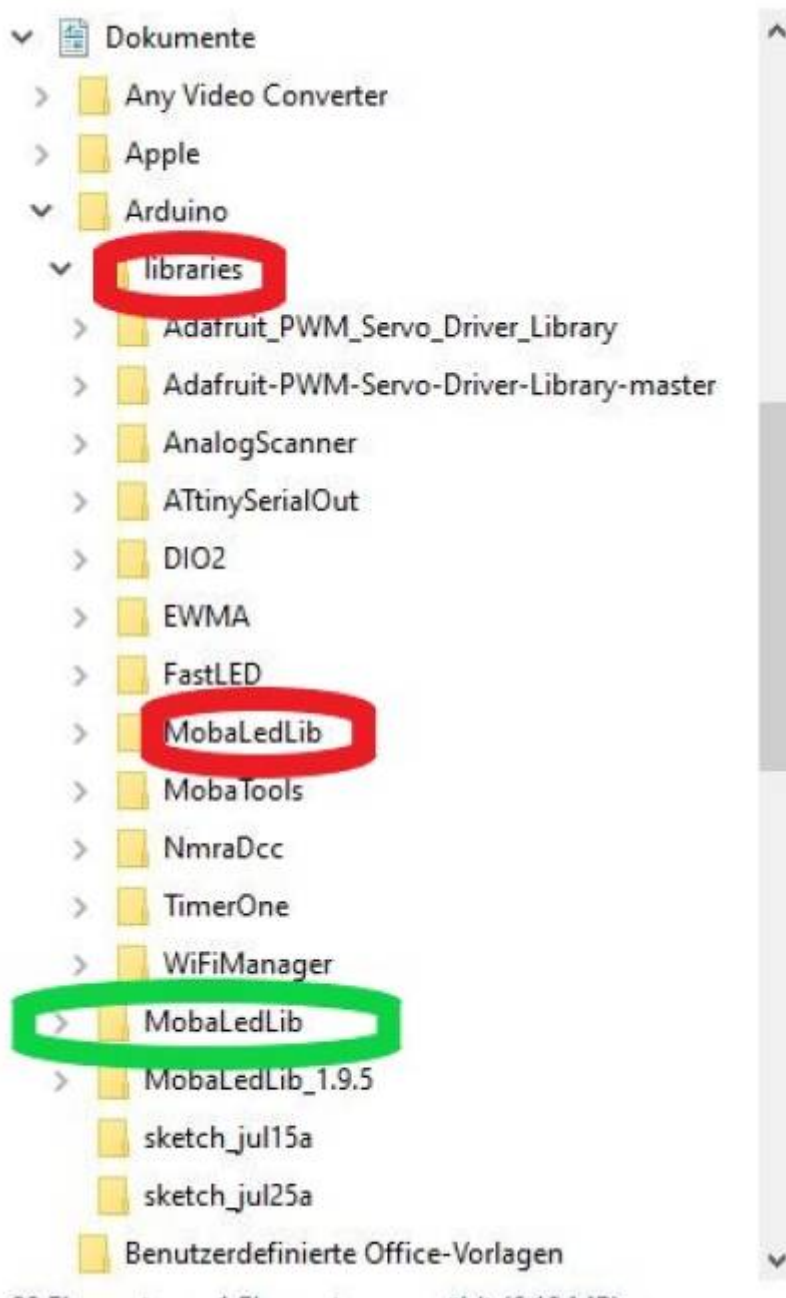 Dokumente
Any Video Converter
Apple
Arduino
libraries
Adafruit_PWM_Servo_Driver_Library
Adafruit-PWM-Servo-Driver-Library-master
AnalogScanner
ATtinySerialOut
DIO2
EWMA
FastLED
MobaLedLib
MobaTools
NmraDcc
TimerOne
WiFiManager
MobaLedLib
MobaLedLib_1.9.5
sketch_jul15a
sketch_jul25a
Benutzerdefinierte Office-Vorlagen